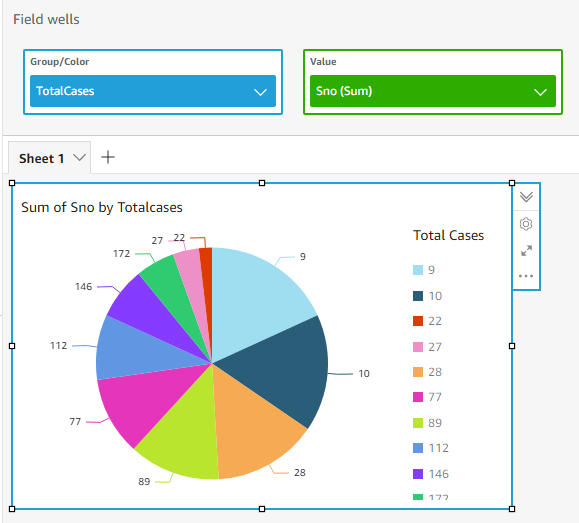 Field wells
Group/Color
TotalCases
Value
Sno (Sum)
Sheet 1
Sum of Sno by Totalcases
9
10
28
89
77
112
146
172
27
22
Total Cases
9
10
22
27
28
77
89
112
146
172